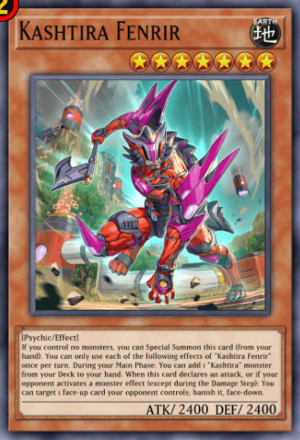 2
KASHTIRA FENRIR
EARTH
地
[Psychic/Effect]
If you control no monsters, you can Special Summon this card (from your
hand). You can only use each of the following effects of "Kashtira Fenrir"
once per turn. During your Main Phase: You can add 1 "Kashtira" monster
from your Deck to your hand. When this card declares an attack, or if your
opponent activates a monster effect (except during the Damage Step): You
can target 1 face-up card your opponent controls; banish it, face-down.
ATK/ 2400 DEF/ 2400